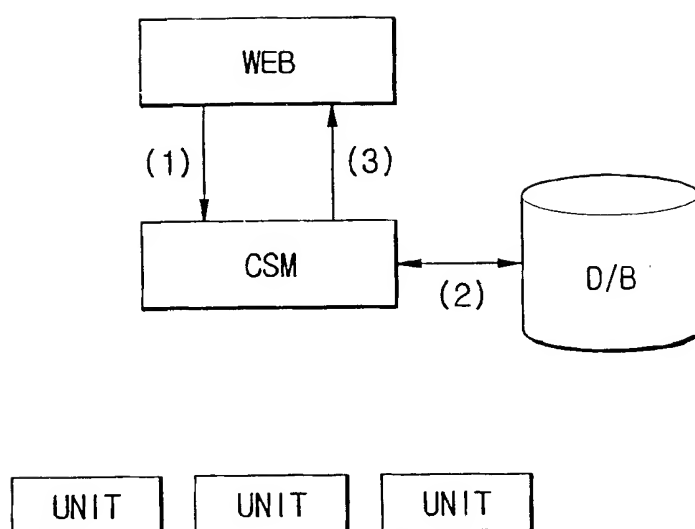 WEB
(1)
(3)
CSM
(2)
D/B
UNIT
UNIT
UNIT